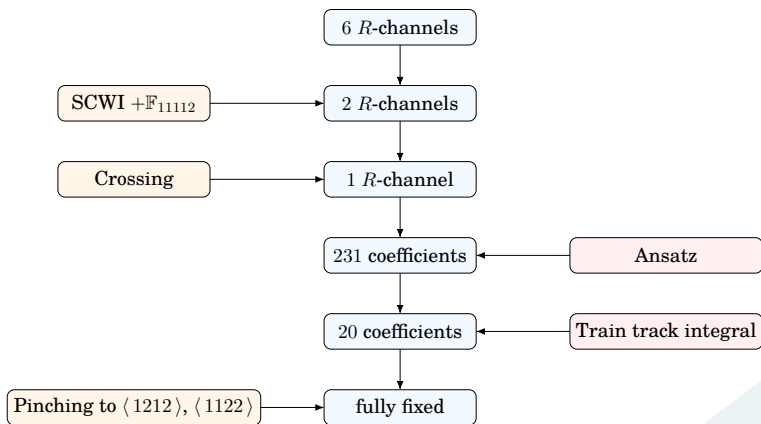 6 R-channels
SCWI +𝔽₁₁₁₁₂
2 R-channels
Crossing
1 R-channel
231 coefficients
Ansatz
20 coefficients
Train track integral
Pinching to ⟨ 1212 ⟩, ⟨ 1122 ⟩
fully fixed